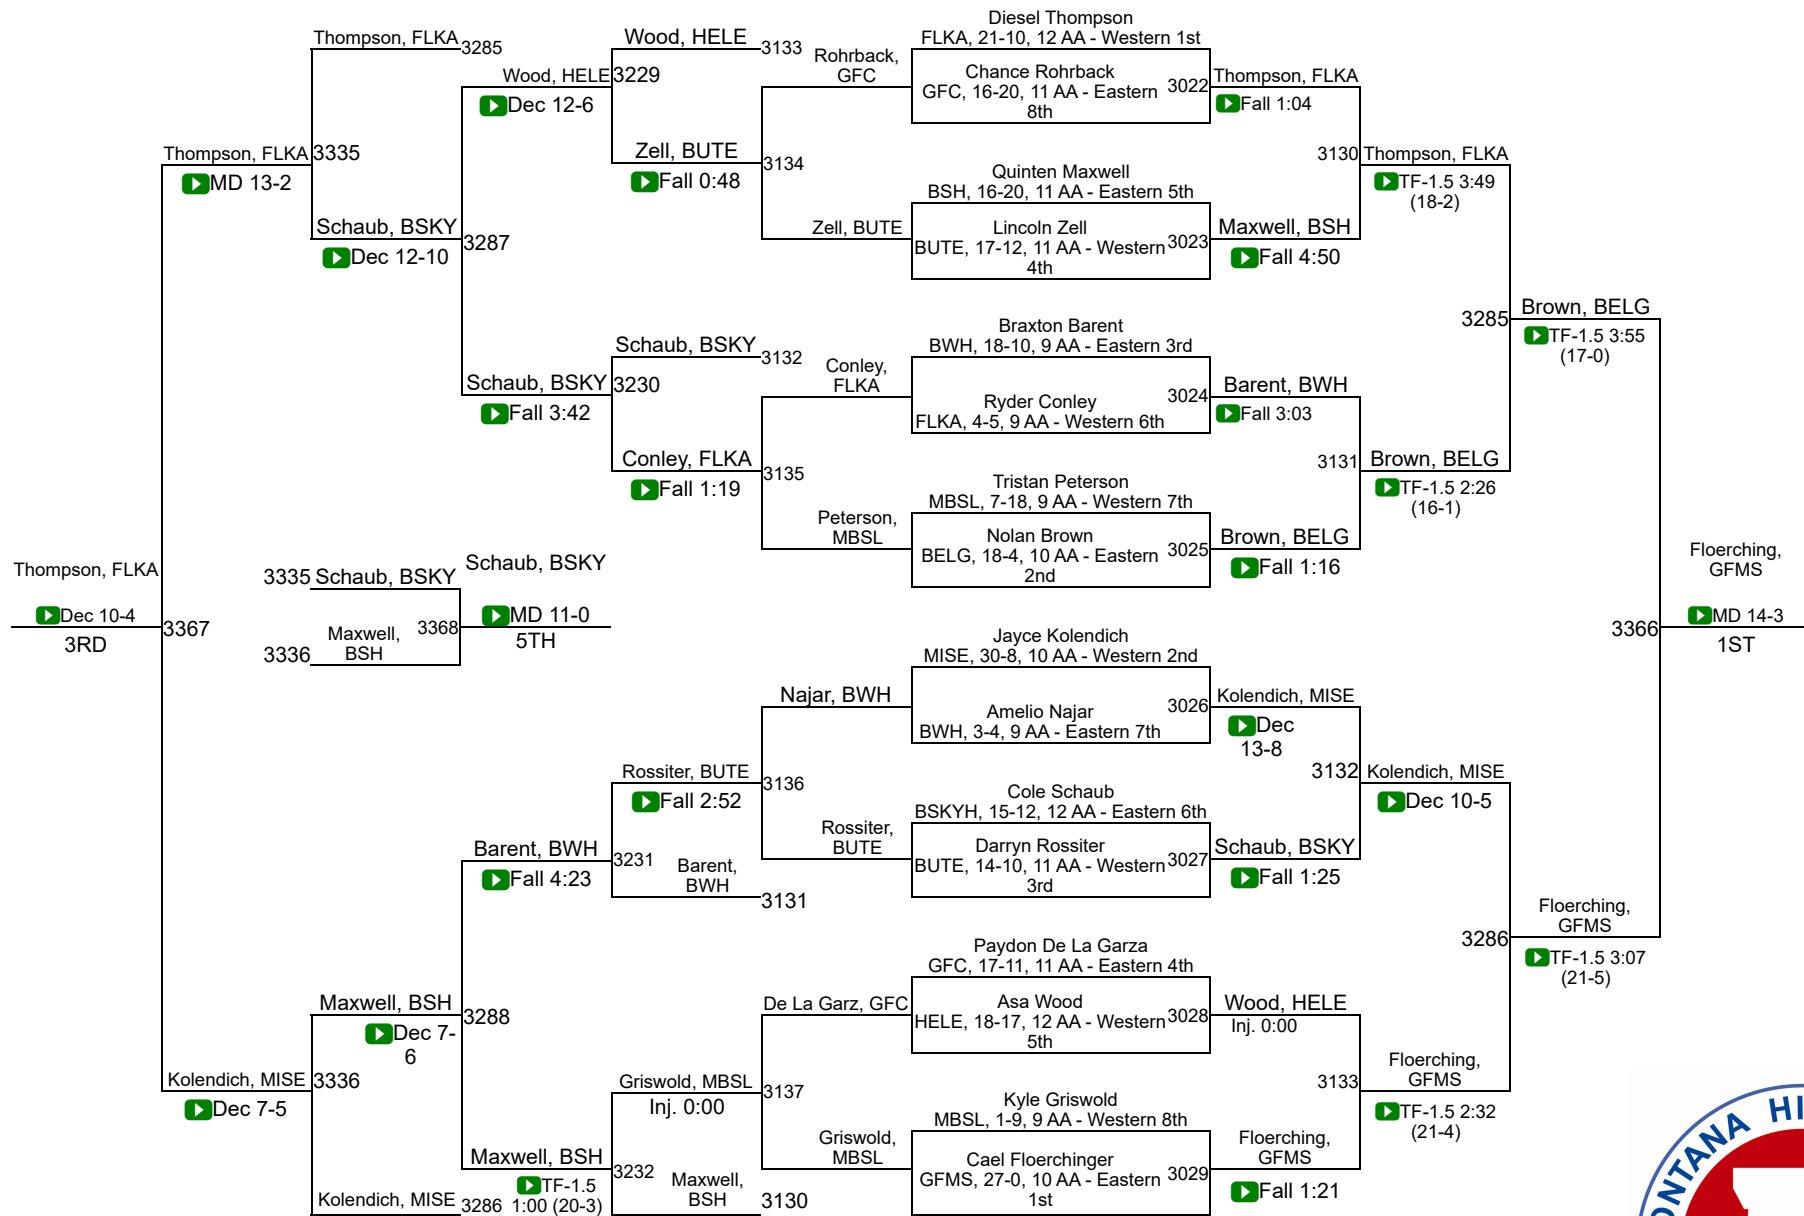 Diesel Thompson
FLKA, 21-10, 12 AA - Western 1st
Thompson, FLKA
3285
Wood, HELE
3133
Rohrback,
GFC
Chance Rohrback
GFC, 16-20, 11 AA - Eastern
8th
3022
Thompson, FLKA
Fall 1:04
Wood, HELE
3229
Dec 12-6
Thompson, FLKA
3335
MD 13-2
Zell, BUTE
3134
Fall 0:48
3130
Thompson, FLKA
TF-1.5 3:49
(18-2)
Quinten Maxwell
BSH, 16-20, 11 AA - Eastern 5th
Schaub, BSKY
3287
Dec 12-10
Zell, BUTE
Lincoln Zell
BUTE, 17-12, 11 AA - Western
4th
3023
Maxwell, BSH
Fall 4:50
Braxton Barent
BWH, 18-10, 9 AA - Eastern 3rd
3285
Brown, BELG
TF-1.5 3:55
(17-0)
Schaub, BSKY
3132
Conley,
FLKA
Schaub, BSKY
3230
Fall 3:42
Ryder Conley
FLKA, 4-5, 9 AA - Western 6th
3024
Barent, BWH
Fall 3:03
Conley, FLKA
3135
Fall 1:19
3131
Brown, BELG
TF-1.5 2:26
(16-1)
Tristan Peterson
MBSL, 7-18, 9 AA - Western 7th
Peterson,
MBSL
Nolan Brown
BELG, 18-4, 10 AA - Eastern
2nd
3025
Brown, BELG
Fall 1:16
Thompson, FLKA
Dec 10-4
3RD
3367
3335
Schaub, BSKY
3336
Maxwell,
BSH
3368
Schaub, BSKY
MD 11-0
5TH
Floerching,
GFMS
3366
MD 14-3
1ST
Jayce Kolendich
MISE, 30-8, 10 AA - Western 2nd
Najar, BWH
Amelio Najar
BWH, 3-4, 9 AA - Eastern 7th
3026
Kolendich, MISE
Dec
13-8
Rossiter, BUTE
3136
Fall 2:52
3132
Kolendich, MISE
Dec 10-5
Cole Schaub
BSKYH, 15-12, 12 AA - Eastern 6th
Rossiter,
BUTE
Darryn Rossiter
BUTE, 14-10, 11 AA - Western
3rd
3027
Schaub, BSKY
Fall 1:25
Barent, BWH
3231
Fall 4:23
Barent,
BWH
3131
3286
Floerching,
GFMS
TF-1.5 3:07
(21-5)
Paydon De La Garza
GFC, 17-11, 11 AA - Eastern 4th
Maxwell, BSH
3288
Dec 7-
6
De La Garz, GFC
Asa Wood
HELE, 18-17, 12 AA - Western
5th
3028
Wood, HELE
Inj. 0:00
Kolendich, MISE
3336
Dec 7-5
Griswold, MBSL
3137
Inj. 0:00
3133
Floerching,
GFMS
TF-1.5 2:32
(21-4)
Kyle Griswold
MBSL, 1-9, 9 AA - Western 8th
Griswold,
MBSL
Cael Floerchinger
GFMS, 27-0, 10 AA - Eastern
1st
3029
Floerching,
GFMS
Fall 1:21
Maxwell, BSH
3232
TF-1.5
1:00 (20-3)
Maxwell,
BSH
3130
Kolendich, MISE
3286